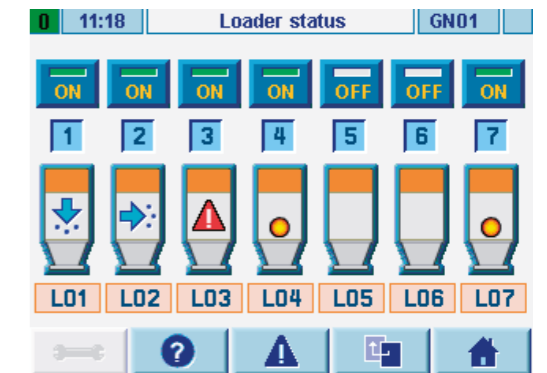 0 11:18 Loader status GN01
ON ON ON ON OFF OFF ON
1 2 3 4 5 6 7
L01 L02 L03 L04 L05 L06 L07